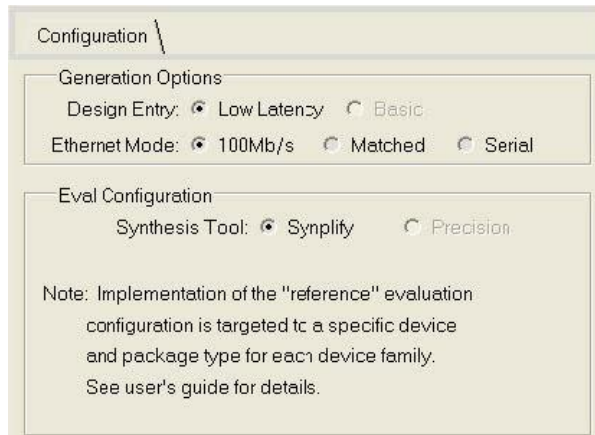 Configuration
Generation Options
Design Entry: Low Latency Basic
Ethernet Mode: 100Mb/s Matched Serial
Eval Configuration
Synthesis Tool: Synplify Precision
Note: Implementation of the "reference" evaluation
configuration is targeted to a specific device
and package type for each device family.
See user's guide for details.